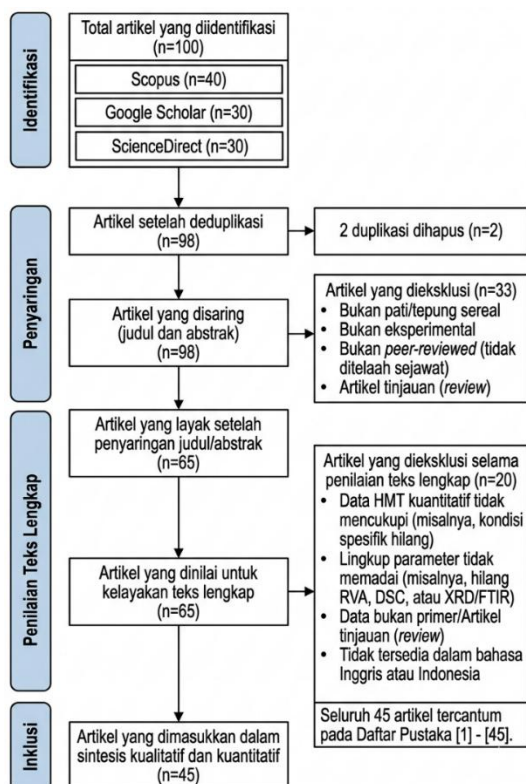 Identifikasi
Total artikel yang diidentifikasi
(n=100)
Scopus (n=40)
Google Scholar (n=30)
ScienceDirect (n=30)
Penyaringan
Artikel setelah deduplikasi
(n=98)
2 duplikasi dihapus (n=2)
Artikel yang disaring
(judul dan abstrak)
(n=98)
Artikel yang dieksklusi (n=33)
• Bukan pati/tepung sereal
• Bukan eksperimental
• Bukan peer-reviewed (tidak
ditelaah sejawat)
• Artikel tinjauan (review)
Penilaian Teks Lengkap
Artikel yang layak setelah
penyaringan judul/abstrak
(n=65)
Artikel yang dinilai untuk
kelayakan teks lengkap
(n=65)
Artikel yang dieksklusi selama
penilaian teks lengkap (n=20)
• Data HMT kuantitatif tidak
mencukupi (misalnya, kondisi
spesifik hilang)
• Lingkup parameter tidak
memadai (misalnya, hilang
RVA, DSC, atau XRD/FTIR)
• Data bukan primer/Artikel
tinjauan (review)
• Tidak tersedia dalam bahasa
Inggris atau Indonesia
Seluruh 45 artikel tercantum
pada Daftar Pustaka [1] - [45].
Inklusi
Artikel yang dimasukkan dalam
sintesis kualitatif dan kuantitatif
(n=45)